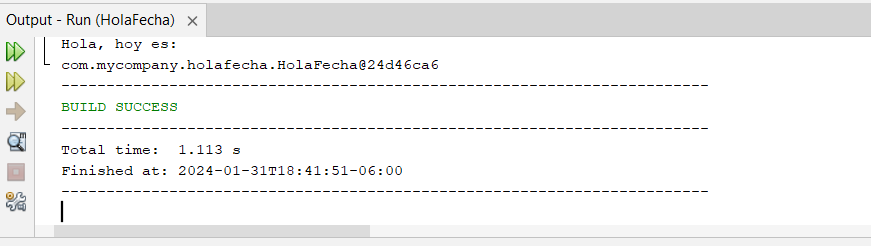 Output - Run (HolaFecha) ×
Hola, hoy es:
com.mycompany.holafecha.HolaFecha@24d46ca6
------------------------------------------------------------------------
BUILD SUCCESS
------------------------------------------------------------------------
Total time:  1.113 s
Finished at: 2024-01-31T18:41:51-06:00
------------------------------------------------------------------------